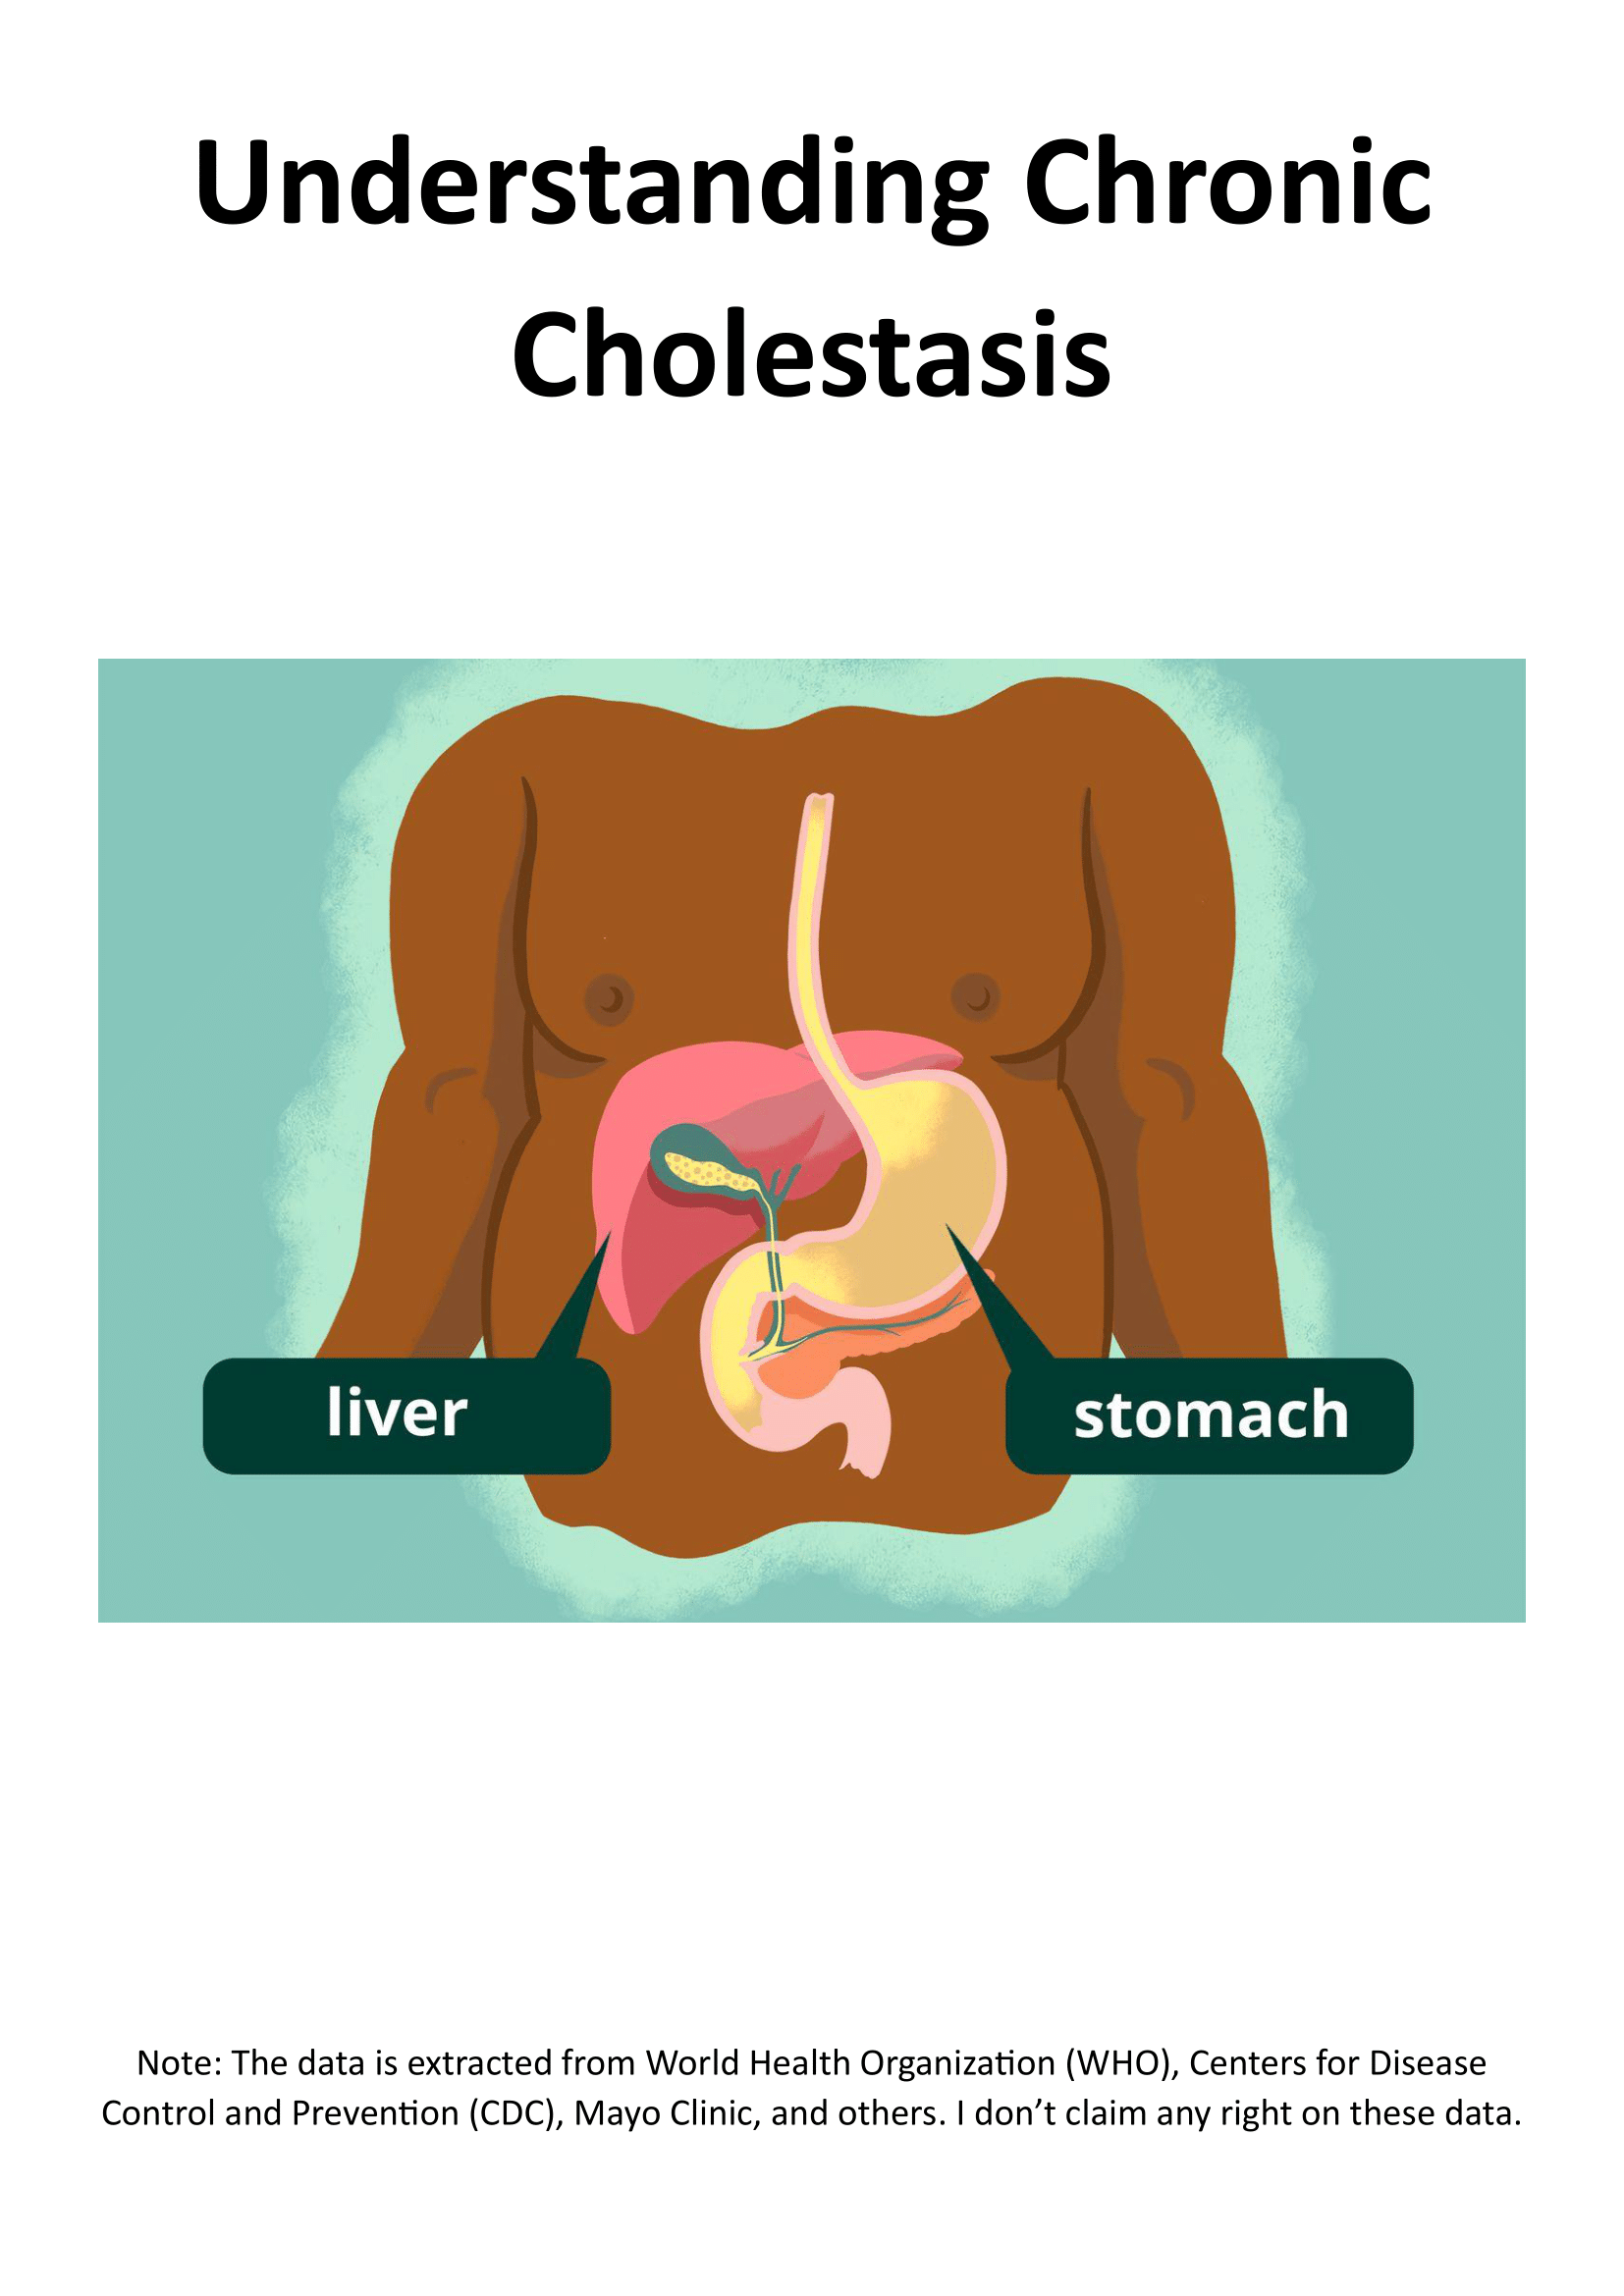 Understanding Chronic
Cholestasis
liver
stomach
Note: The data is extracted from World Health Organization (WHO), Centers for Disease
Control and Prevention (CDC), Mayo Clinic, and others. I don’t claim any right on these data.